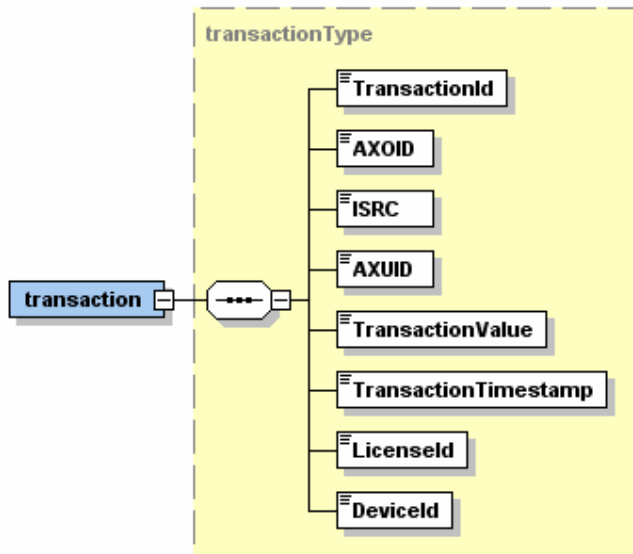 transactionType
TransactionId
AXOID
ISRC
AXUID
transaction
TransactionValue
TransactionTimestamp
LicenseId
DeviceId